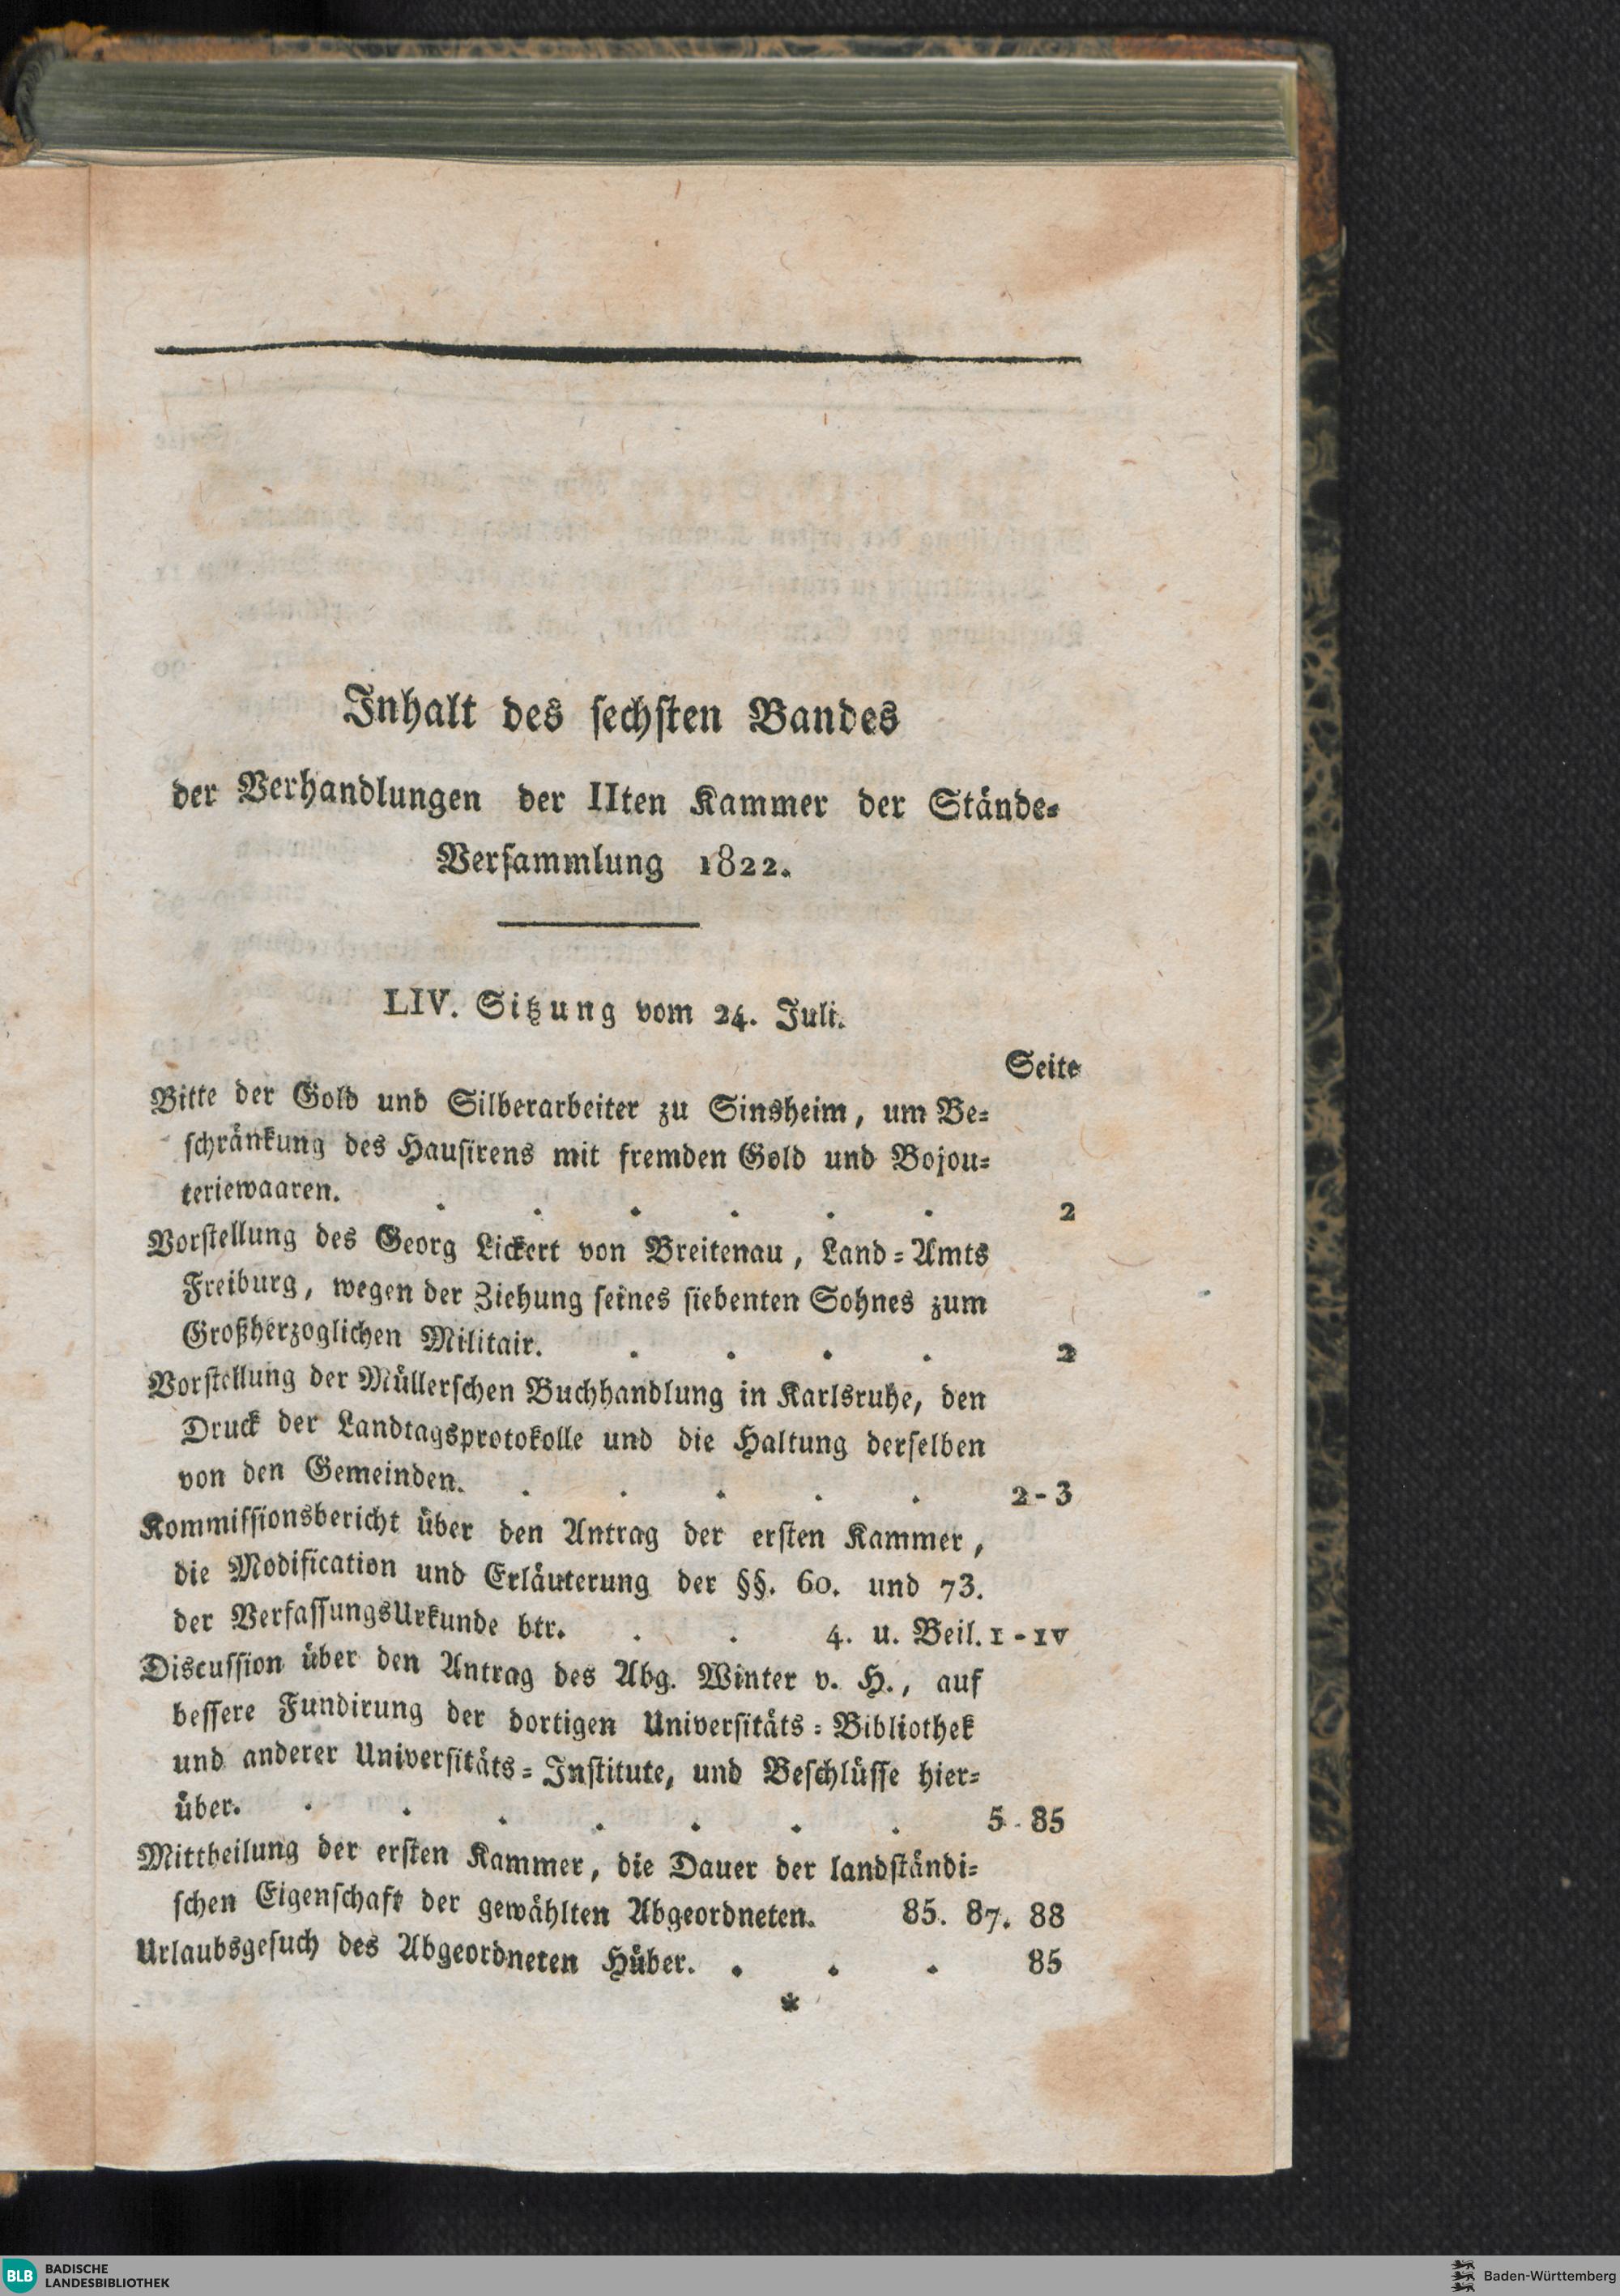 Inhalt des sechsten Bandes
der Verhandlungen der IIten Kammer der Stände-
Versammlung 1822.
LIV. Sitzung vom 24. Juli.
Seite
Bitte der Gold und Silberarbeiter zu Sinsheim, um Be-
schränkung des Hausirens mit fremden Gold und Bojou-
teriewaaren. . . . . . . 2
Vorstellung des Georg Lickert von Breitenau, Land-Amts
Freiburg, wegen der Ziehung seines siebenten Sohnes zum
Großherzoglichen Militair. . . . . 2
Vorstellung der Müllerschen Buchhandlung in Karlsruhe, den
Druck der Landtagsprotokolle und die Haltung derselben
von den Gemeinden. . . . . . 2-3
Kommissionsbericht über den Antrag der ersten Kammer,
die Modification und Erläuterung der §§. 60. und 73.
der VerfassungsUrkunde btr. . . 4. u. Beil. I-IV
Discussion über den Antrag des Abg. Winter v. H., auf
bessere Fundirung der dortigen Universitäts-Bibliothek
und anderer Universitäts-Institute, und Beschlüsse hier-
über. . . . . . . . 5-85
Mittheilung der ersten Kammer, die Dauer der landständi-
schen Eigenschaft der gewählten Abgeordneten. 85. 87. 88
Urlaubsgesuch des Abgeordneten Hüber. . . . 85
*
BLB BADISCHE
LANDESBIBLIOTHEK
Baden-Württemberg